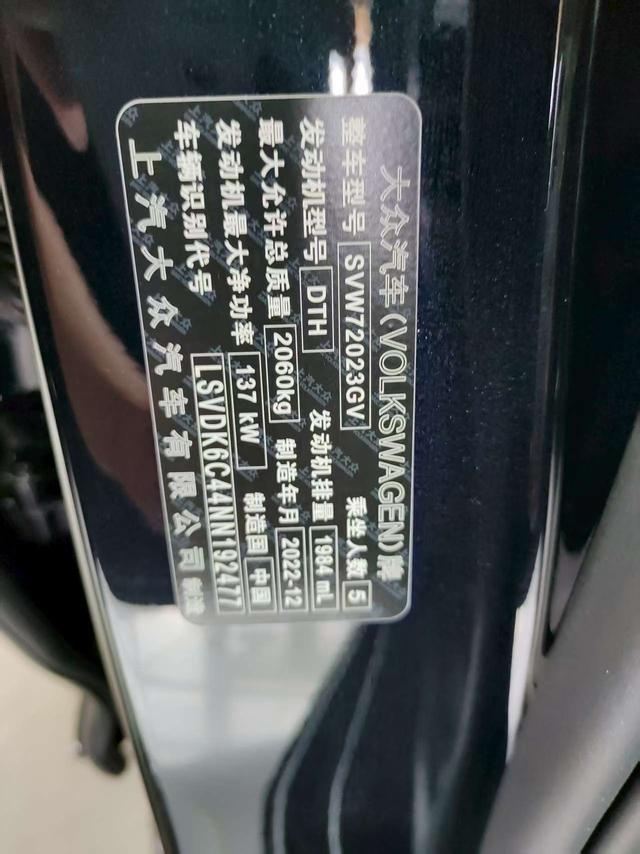 大众汽车(VOLKSWAGEN)牌
整车型号 SVW72023GV 乘坐人数 5
发动机型号 DTH 发动机排量 1984 mL
最大允许总质量 2060kg 制造年月 2022-12
发动机最大净功率 137 kW 制造国 中国
车辆识别代号 LSVDK6C44NN192477
上汽大众汽车有限公司 制造